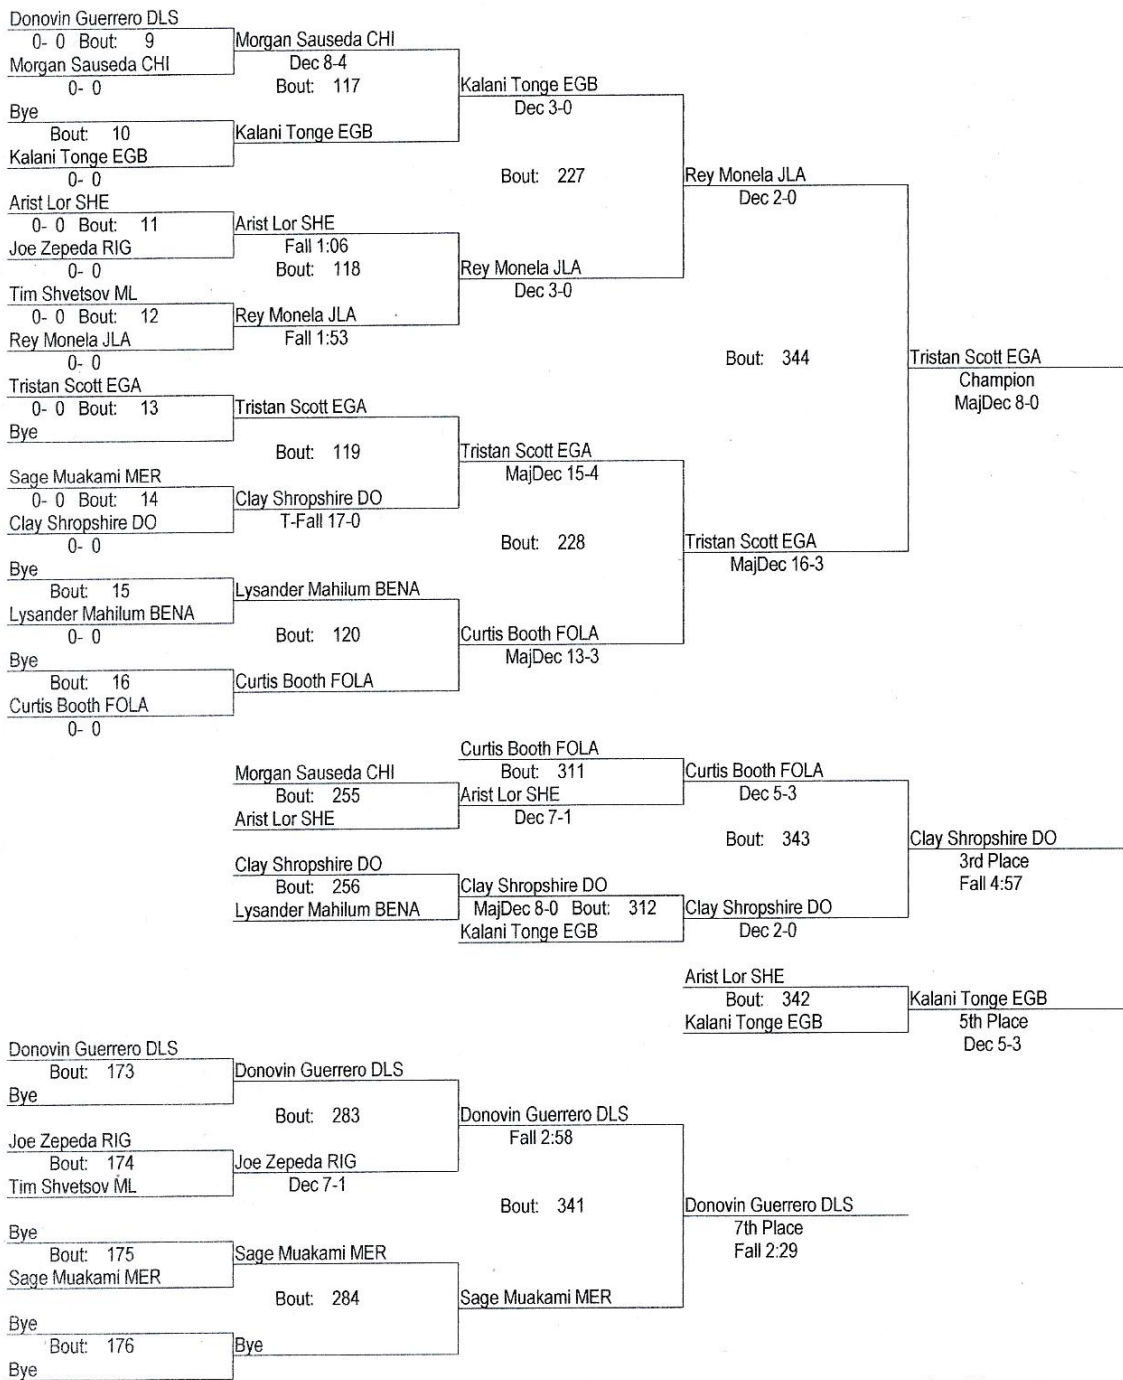 Donovin Guerrero DLS
0- 0 Bout: 9
Morgan Sauseda CHI
0- 0
Bye
Bout: 10
Kalani Tonge EGB
0- 0
Arist Lor SHE
0- 0 Bout: 11
Joe Zepeda RIG
0- 0
Tim Shvetsov ML
0- 0 Bout: 12
Rey Monela JLA
0- 0
Tristan Scott EGA
0- 0 Bout: 13
Bye
Sage Muakami MER
0- 0 Bout: 14
Clay Shropshire DO
0- 0
Bye
Bout: 15
Lysander Mahilum BENA
0- 0
Bye
Bout: 16
Curtis Booth FOLA
0- 0
Morgan Sauseda CHI
Dec 8-4
Bout: 117
Kalani Tonge EGB
Arist Lor SHE
Fall 1:06
Bout: 118
Rey Monela JLA
Fall 1:53
Tristan Scott EGA
Bout: 119
Clay Shropshire DO
T-Fall 17-0
Lysander Mahilum BENA
Bout: 120
Curtis Booth FOLA
Kalani Tonge EGB
Dec 3-0
Bout: 227
Rey Monela JLA
Dec 3-0
Tristan Scott EGA
MajDec 15-4
Bout: 228
Curtis Booth FOLA
MajDec 13-3
Rey Monela JLA
Dec 2-0
Bout: 344
Tristan Scott EGA
MajDec 16-3
Tristan Scott EGA
Champion
MajDec 8-0
Morgan Sauseda CHI
Bout: 255
Arist Lor SHE
Clay Shropshire DO
Bout: 256
Lysander Mahilum BENA
Curtis Booth FOLA
Bout: 311
Arist Lor SHE
Dec 7-1
Clay Shropshire DO
MajDec 8-0 Bout: 312
Kalani Tonge EGB
Curtis Booth FOLA
Dec 5-3
Bout: 343
Clay Shropshire DO
Dec 2-0
Clay Shropshire DO
3rd Place
Fall 4:57
Arist Lor SHE
Bout: 342
Kalani Tonge EGB
Kalani Tonge EGB
5th Place
Dec 5-3
Donovin Guerrero DLS
Bout: 173
Bye
Joe Zepeda RIG
Bout: 174
Tim Shvetsov ML
Bye
Bout: 175
Sage Muakami MER
Bye
Bout: 176
Bye
Donovin Guerrero DLS
Bout: 283
Joe Zepeda RIG
Dec 7-1
Sage Muakami MER
Bout: 284
Bye
Donovin Guerrero DLS
Fall 2:58
Bout: 341
Sage Muakami MER
Donovin Guerrero DLS
7th Place
Fall 2:29